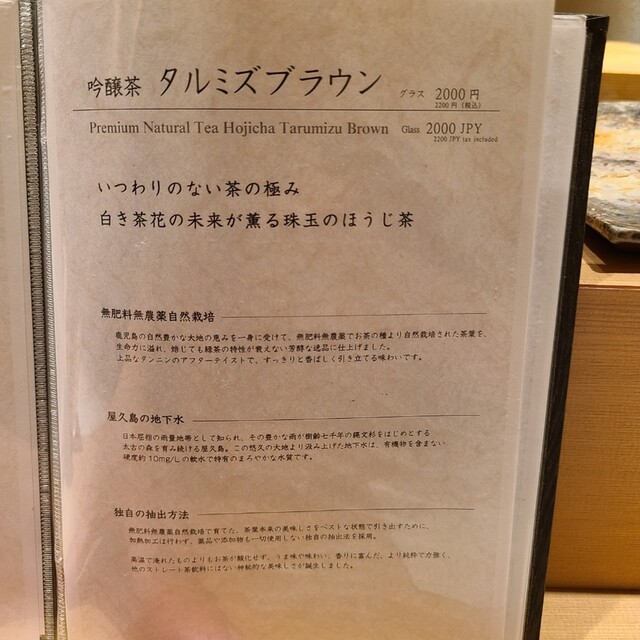 吟醸茶 タルミズブラウン グラス 2000円
2200円（税込）
Premium Natural Tea Hojicha Tarumizu Brown Glass 2000 JPY
2200 JPY tax included
いつわりのない茶の極み
白き茶花の未来が薫る珠玉のほうじ茶
無肥料無農薬自然栽培
鹿児島の自然豊かな大地の恵みを一身に受けて、無肥料無農薬でお茶の種より自然栽培された茶葉を、
生命力に溢れ、焙じても緑茶の特性が衰えない芳醇な逸品に仕上げました。
上品なタンニンのアフターテイストで、すっきりと香ばしく引き立てる味わいです。
屋久島の地下水
日本屈指の雨量地帯として知られ、その豊かな雨が樹齢七千年の縄文杉をはじめとする
太古の森を育み続ける屋久島。この悠久の大地より汲み上げた地下水は、有機物を含まない
硬度約10mg/Lの軟水で特有のまろやかな水質です。
独自の抽出方法
無肥料無農薬自然栽培で育てた、茶葉本来の美味しさをベストな状態で引き出すために、
加熱加工は行わず、薬品や添加物も一切使用しない独自の抽出法を採用。
高温で淹れたものよりもお茶が酸化せず、うま味や味わい、香りに富んだ、より純粋で力強く、
他のストレート茶飲料にはない神秘的な美味しさが誕生しました。